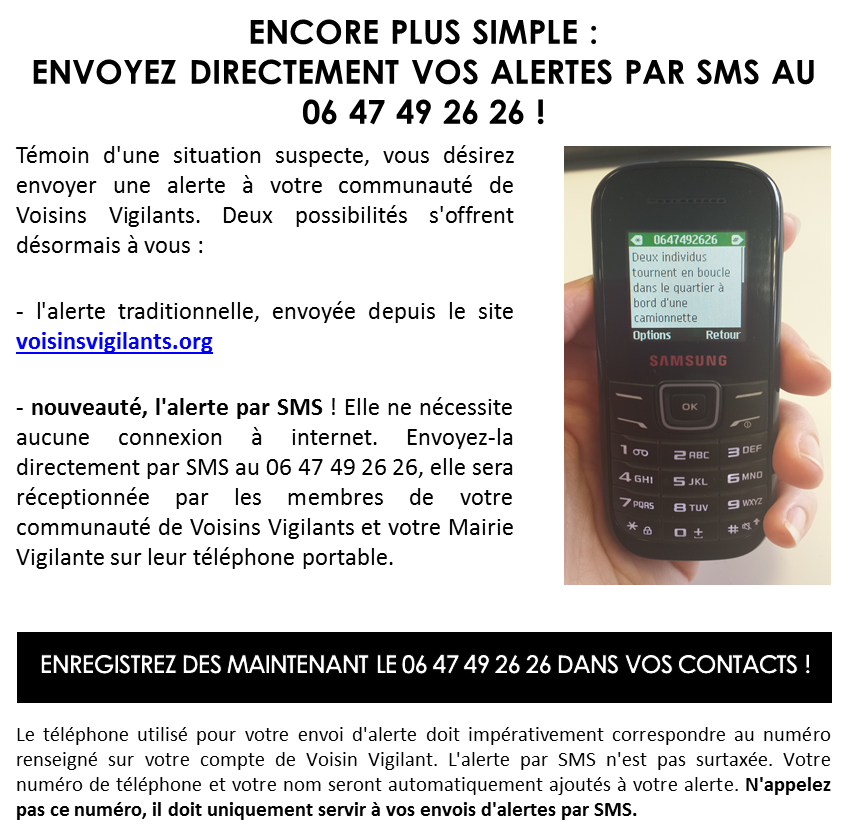 ENCORE PLUS SIMPLE :
ENVOYEZ DIRECTEMENT VOS ALERTES PAR SMS AU
06 47 49 26 26 !
Témoin d'une situation suspecte, vous désirez
envoyer une alerte à votre communauté de
Voisins Vigilants. Deux possibilités s'offrent
désormais à vous :
- l'alerte traditionnelle, envoyée depuis le site
voisinsvigilants.org
- nouveauté, l'alerte par SMS ! Elle ne nécessite
aucune connexion à internet. Envoyez-la
directement par SMS au 06 47 49 26 26, elle sera
réceptionnée par les membres de votre
communauté de Voisins Vigilants et votre Mairie
Vigilante sur leur téléphone portable.
0647492626
Deux individus
tournent en boucle
dans le quartier à
bord d'une
camionnette
Options Retour
SAMSUNG
OK
1 2 ABC 3 DEF
4 GHI 5 JKL 6 MNO
7 PQRS 8 TUV 9 WXYZ
* 0 + #
ENREGISTREZ DES MAINTENANT LE 06 47 49 26 26 DANS VOS CONTACTS !
Le téléphone utilisé pour votre envoi d'alerte doit impérativement correspondre au numéro
renseigné sur votre compte de Voisin Vigilant. L'alerte par SMS n'est pas surtaxée. Votre
numéro de téléphone et votre nom seront automatiquement ajoutés à votre alerte. N'appelez
pas ce numéro, il doit uniquement servir à vos envois d'alertes par SMS.